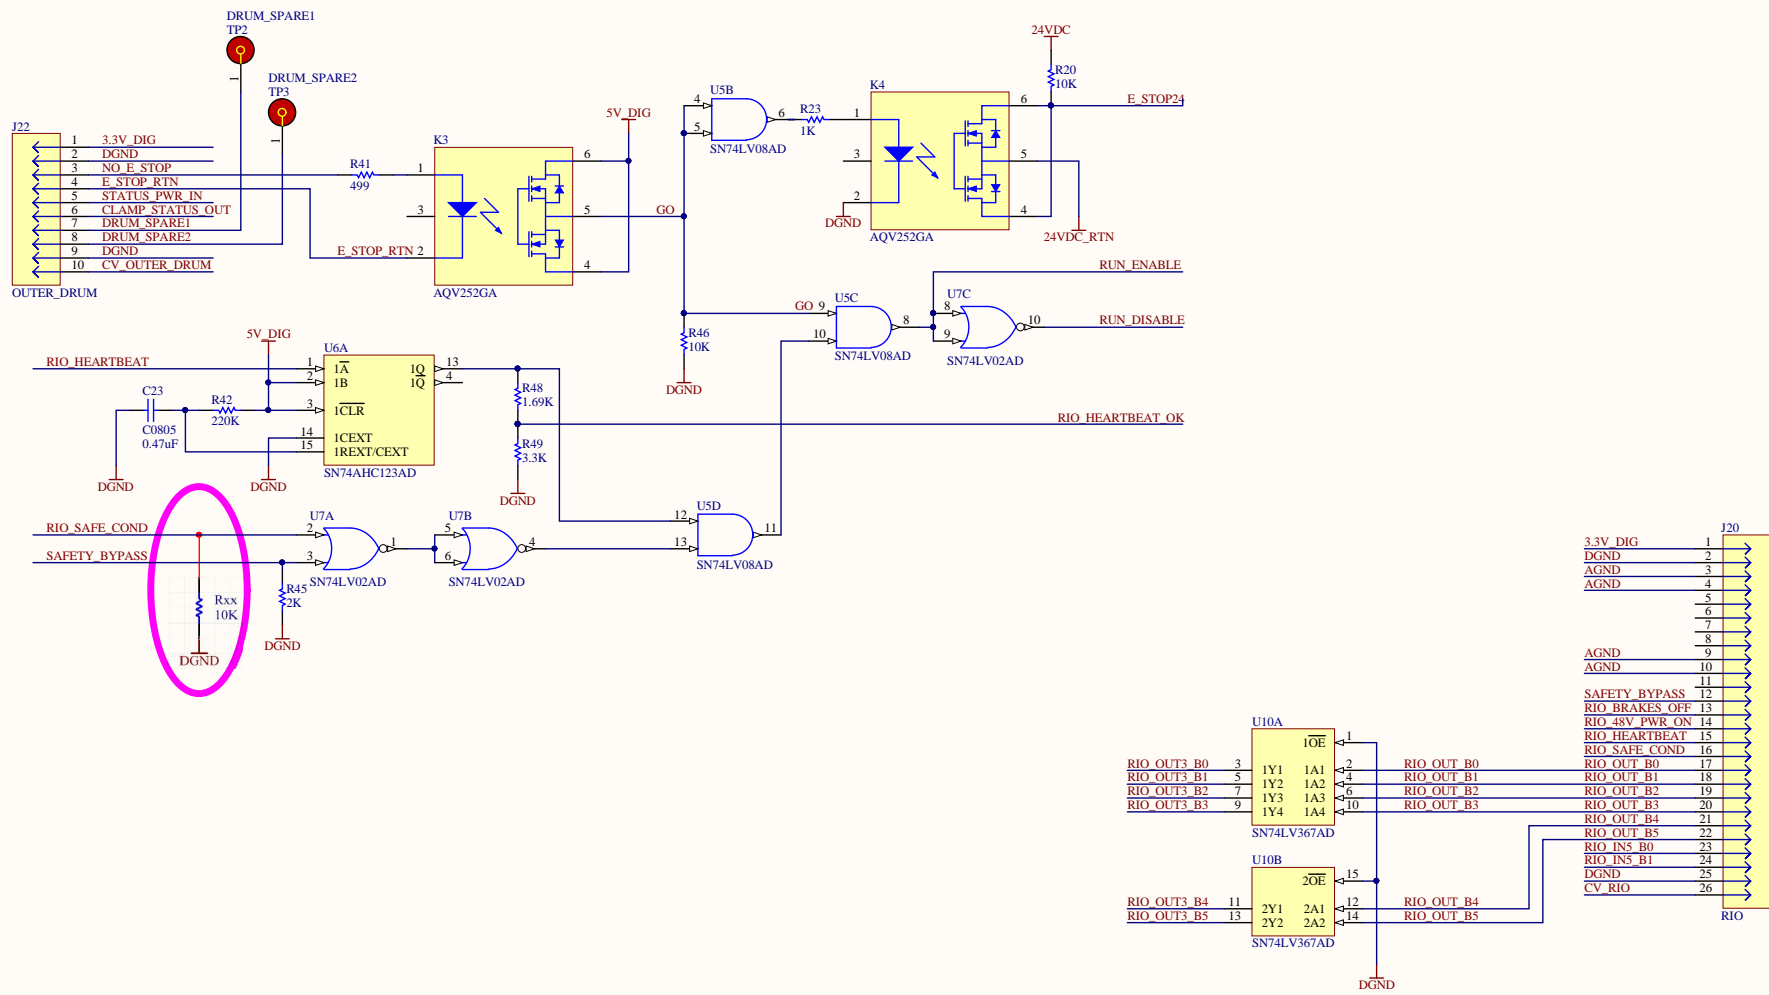 DRUM_SPARE1
TP2
1
DRUM_SPARE2
TP3
1
J22
1 3.3V_DIG
2 DGND
3 NO_E_STOP
4 E_STOP_RTN
5 STATUS_PWR_IN
6 CLAMP_STATUS_OUT
7 DRUM_SPARE1
8 DRUM_SPARE2
9 DGND
10 CV_OUTER_DRUM
OUTER_DRUM
R41
499
E_STOP_RTN
K3
1
3
2
6
5
4
AQV252GA
5V_DIG
GO
U5B
4
5
6
SN74LV08AD
R23
1K
K4
1
3
2
6
5
4
AQV252GA
DGND
24VDC
R20
10K
E_STOP24
24VDC_RTN
R46
10K
DGND
GO
U5C
9
10
8
SN74LV08AD
U7C
8
9
10
SN74LV02AD
RUN_ENABLE
RUN_DISABLE
5V_DIG
RIO_HEARTBEAT
U6A
1 1A 1Q 13
2 1B 1Q 4
3 1CLR
14 1CEXT
15 1REXT/CEXT
SN74AHC123AD
C23
C0805
0.47uF
R42
220K
DGND
DGND
R48
1.69K
R49
3.3K
DGND
RIO_HEARTBEAT_OK
RIO_SAFE_COND
SAFETY_BYPASS
Rxx
10K
DGND
R45
2K
DGND
U7A
2
3
1
SN74LV02AD
U7B
5
6
4
SN74LV02AD
U5D
12
13
11
SN74LV08AD
J20
3.3V_DIG 1
DGND 2
AGND 3
AGND 4
5
6
7
8
AGND 9
AGND 10
11
SAFETY_BYPASS 12
RIO_BRAKES_OFF 13
RIO_48V_PWR_ON 14
RIO_HEARTBEAT 15
RIO_SAFE_COND 16
RIO_OUT_B0 17
RIO_OUT_B1 18
RIO_OUT_B2 19
RIO_OUT_B3 20
RIO_OUT_B4 21
RIO_OUT_B5 22
RIO_IN5_B0 23
RIO_IN5_B1 24
DGND 25
CV_RIO 26
RIO
U10A
1OE 1
RIO_OUT3_B0 3 1Y1 1A1 2 RIO_OUT_B0
RIO_OUT3_B1 5 1Y2 1A2 4 RIO_OUT_B1
RIO_OUT3_B2 7 1Y3 1A3 6 RIO_OUT_B2
RIO_OUT3_B3 9 1Y4 1A4 10 RIO_OUT_B3
SN74LV367AD
U10B
2OE 15
RIO_OUT3_B4 11 2Y1 2A1 12 RIO_OUT_B4
RIO_OUT3_B5 13 2Y2 2A2 14 RIO_OUT_B5
SN74LV367AD
DGND